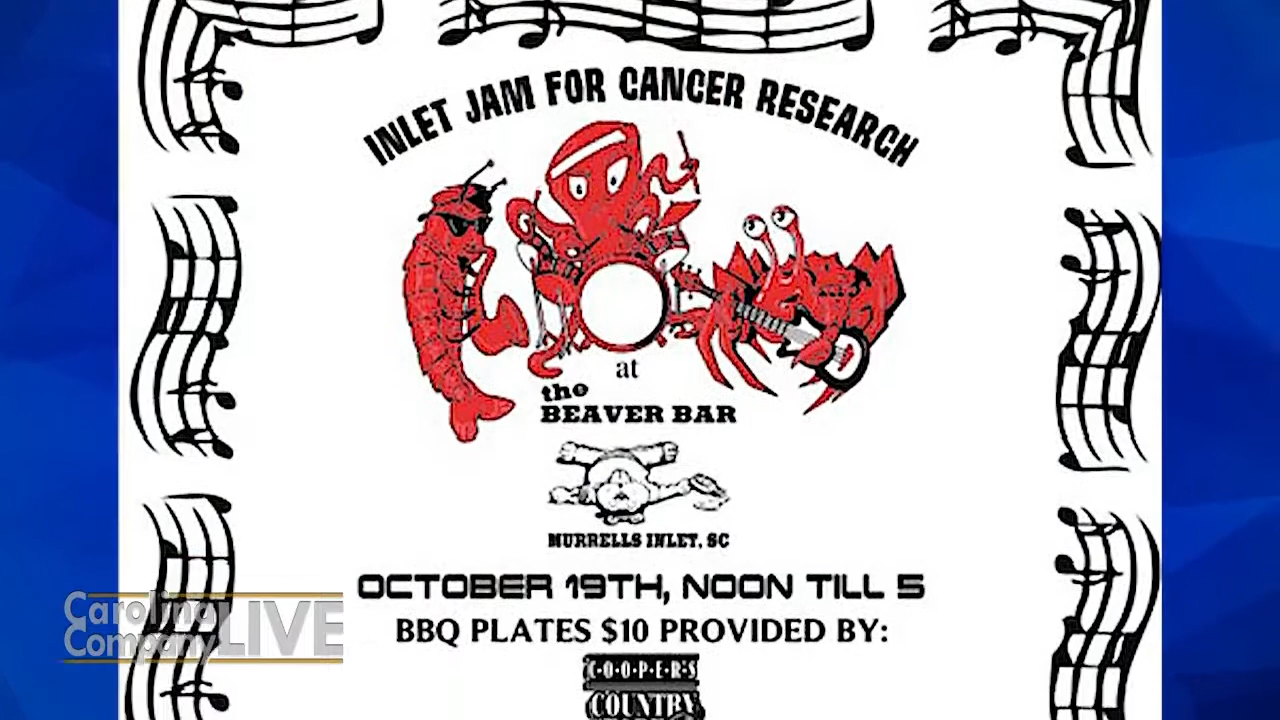 INLET JAM FOR CANCER RESEARCH
at
the
BEAVER BAR
MURRELLS INLET, SC
OCTOBER 19TH, NOON TILL 5
BBQ PLATES $10 PROVIDED BY:
C·O·O·P·E·R·S
COUNTRY
Carolina
Company LIVE